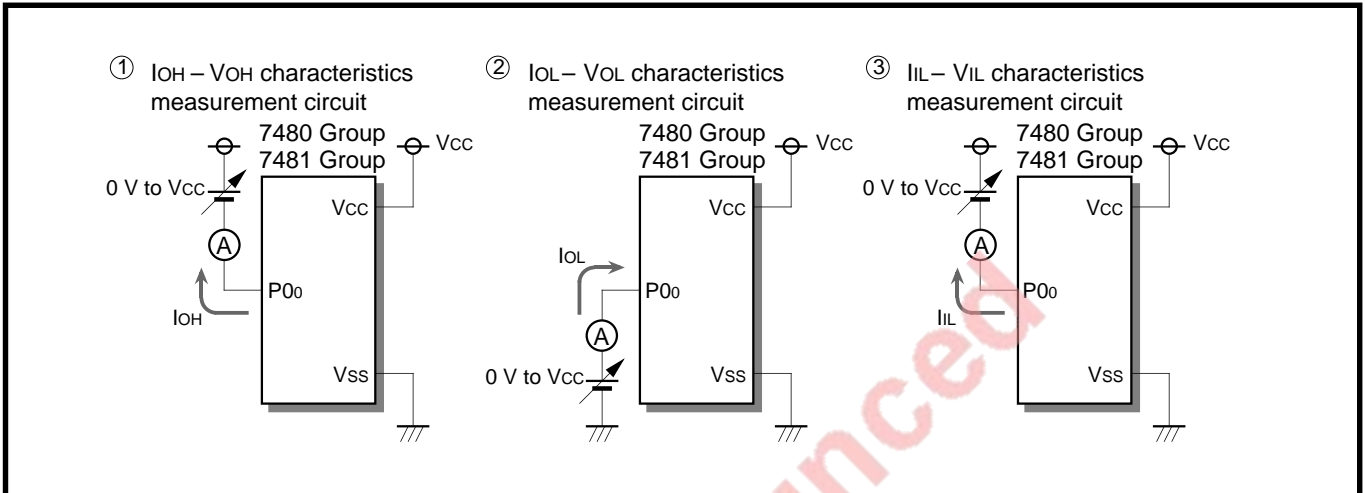 ① IOH – VOH characteristics
measurement circuit
7480 Group
7481 Group
VCC
0 V to VCC
VCC
A
P00
IOH
VSS
② IOL – VOL characteristics
measurement circuit
7480 Group
7481 Group
VCC
VCC
IOL
P00
A
0 V to VCC
VSS
③ IIL – VIL characteristics
measurement circuit
7480 Group
7481 Group
VCC
0 V to VCC
VCC
A
P00
IIL
VSS
nced